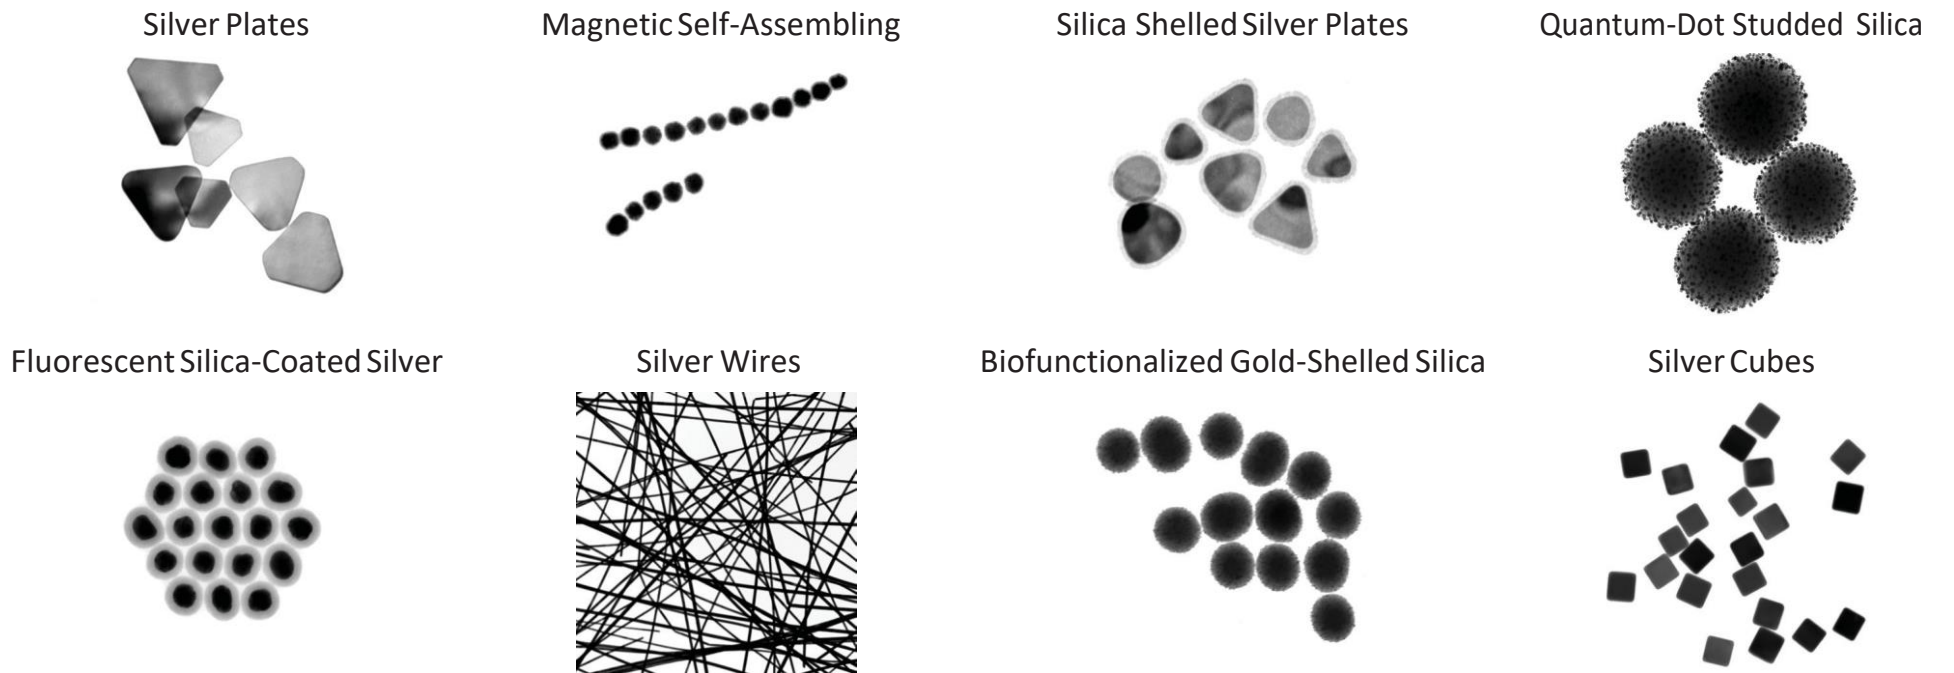 Silver Plates
Magnetic Self-Assembling
Silica Shelled Silver Plates
Quantum-Dot Studded Silica
Fluorescent Silica-Coated Silver
Silver Wires
Biofunctionalized Gold-Shelled Silica
Silver Cubes